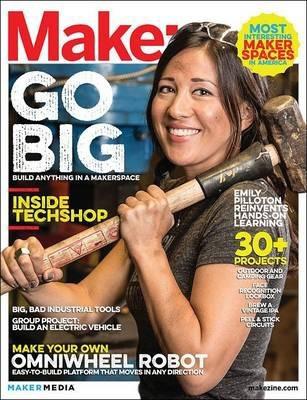 Make:
MOST
INTERESTING
MAKER
SPACES
IN AMERICA
GO
BIG
BUILD ANYTHING IN A MAKERSPACE
INSIDE
TECHSHOP
EMILY
PILLOTON
REINVENTS
HANDS-ON
LEARNING
30+
PROJECTS
OUTDOOR AND
CAMPING GEAR
FACE
RECOGNITION
LOCKBOX
BREW A
VINTAGE IPA
PEEL & STICK
CIRCUITS
BIG, BAD INDUSTRIAL TOOLS
GROUP PROJECT:
BUILD AN ELECTRIC VEHICLE
MAKE YOUR OWN
OMNIWHEEL ROBOT
EASY-TO-BUILD PLATFORM THAT MOVES IN ANY DIRECTION
MAKERMEDIA
makezine.com